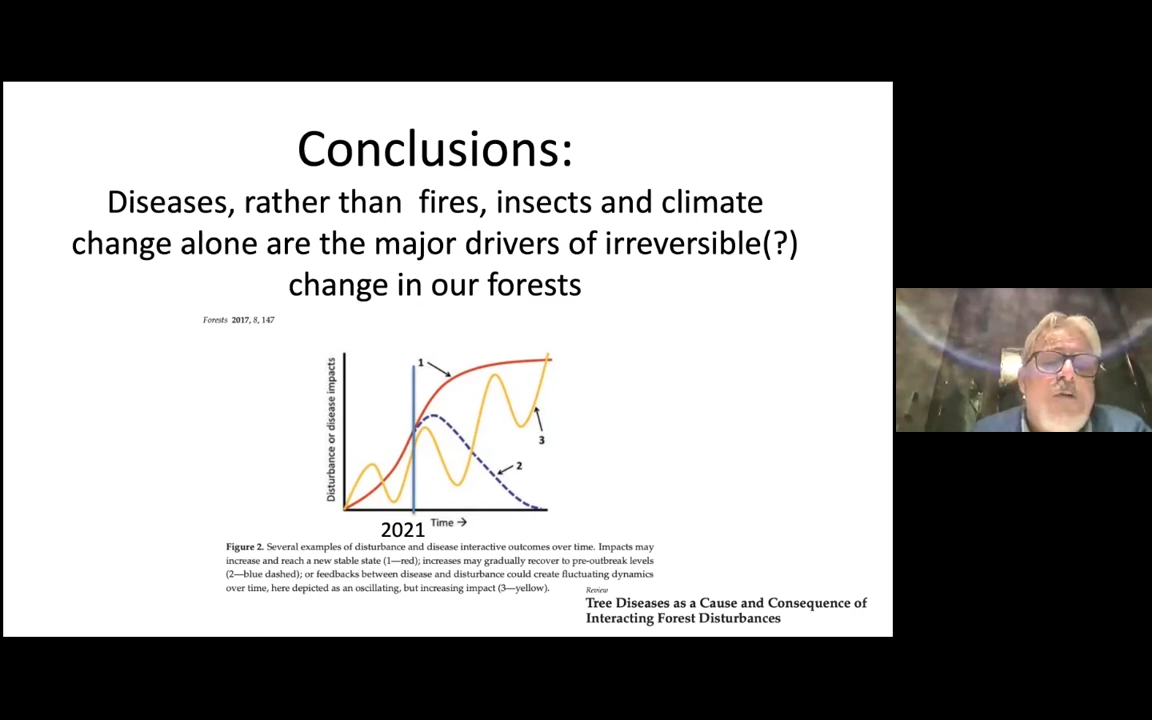 Conclusions:
Diseases, rather than  fires, insects and climate
change alone are the major drivers of irreversible(?)
change in our forests
Forests 2017, 8, 147
Disturbance or disease impacts
1
3
2
2021
Time →
Figure 2. Several examples of disturbance and disease interactive outcomes over time. Impacts may
increase and reach a new stable state (1—red); increases may gradually recover to pre-outbreak levels
(2—blue dashed); or feedbacks between disease and disturbance could create fluctuating dynamics
over time, here depicted as an oscillating, but increasing impact (3—yellow).
Review
Tree Diseases as a Cause and Consequence of
Interacting Forest Disturbances